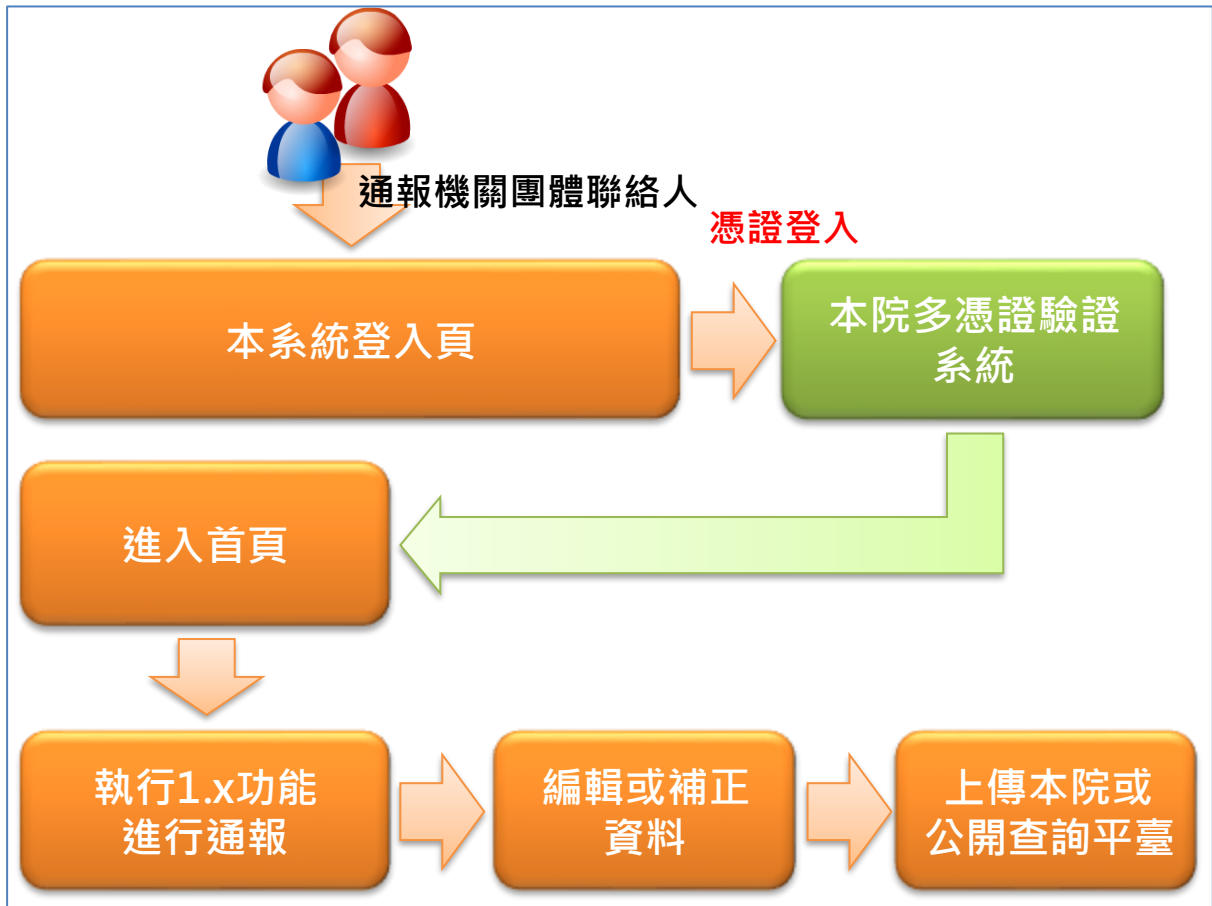 通報機關團體聯絡人
憑證登入
本系統登入頁
本院多憑證驗證
系統
進入首頁
執行1.x功能
進行通報
編輯或補正
資料
上傳本院或
公開查詢平臺